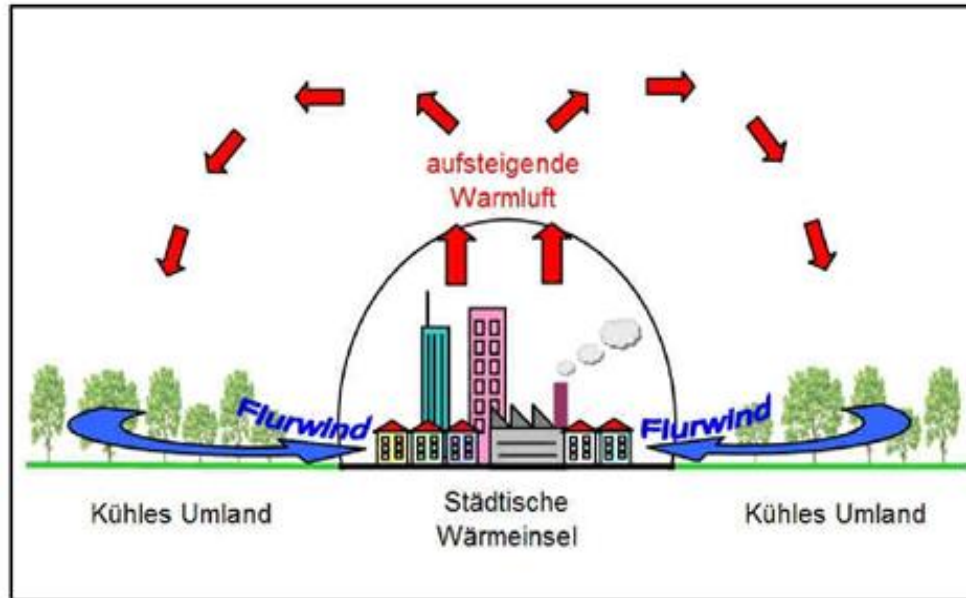 aufsteigende
Warmluft
Flurwind
Flurwind
Kühles Umland
Städtische
Wärmeinsel
Kühles Umland